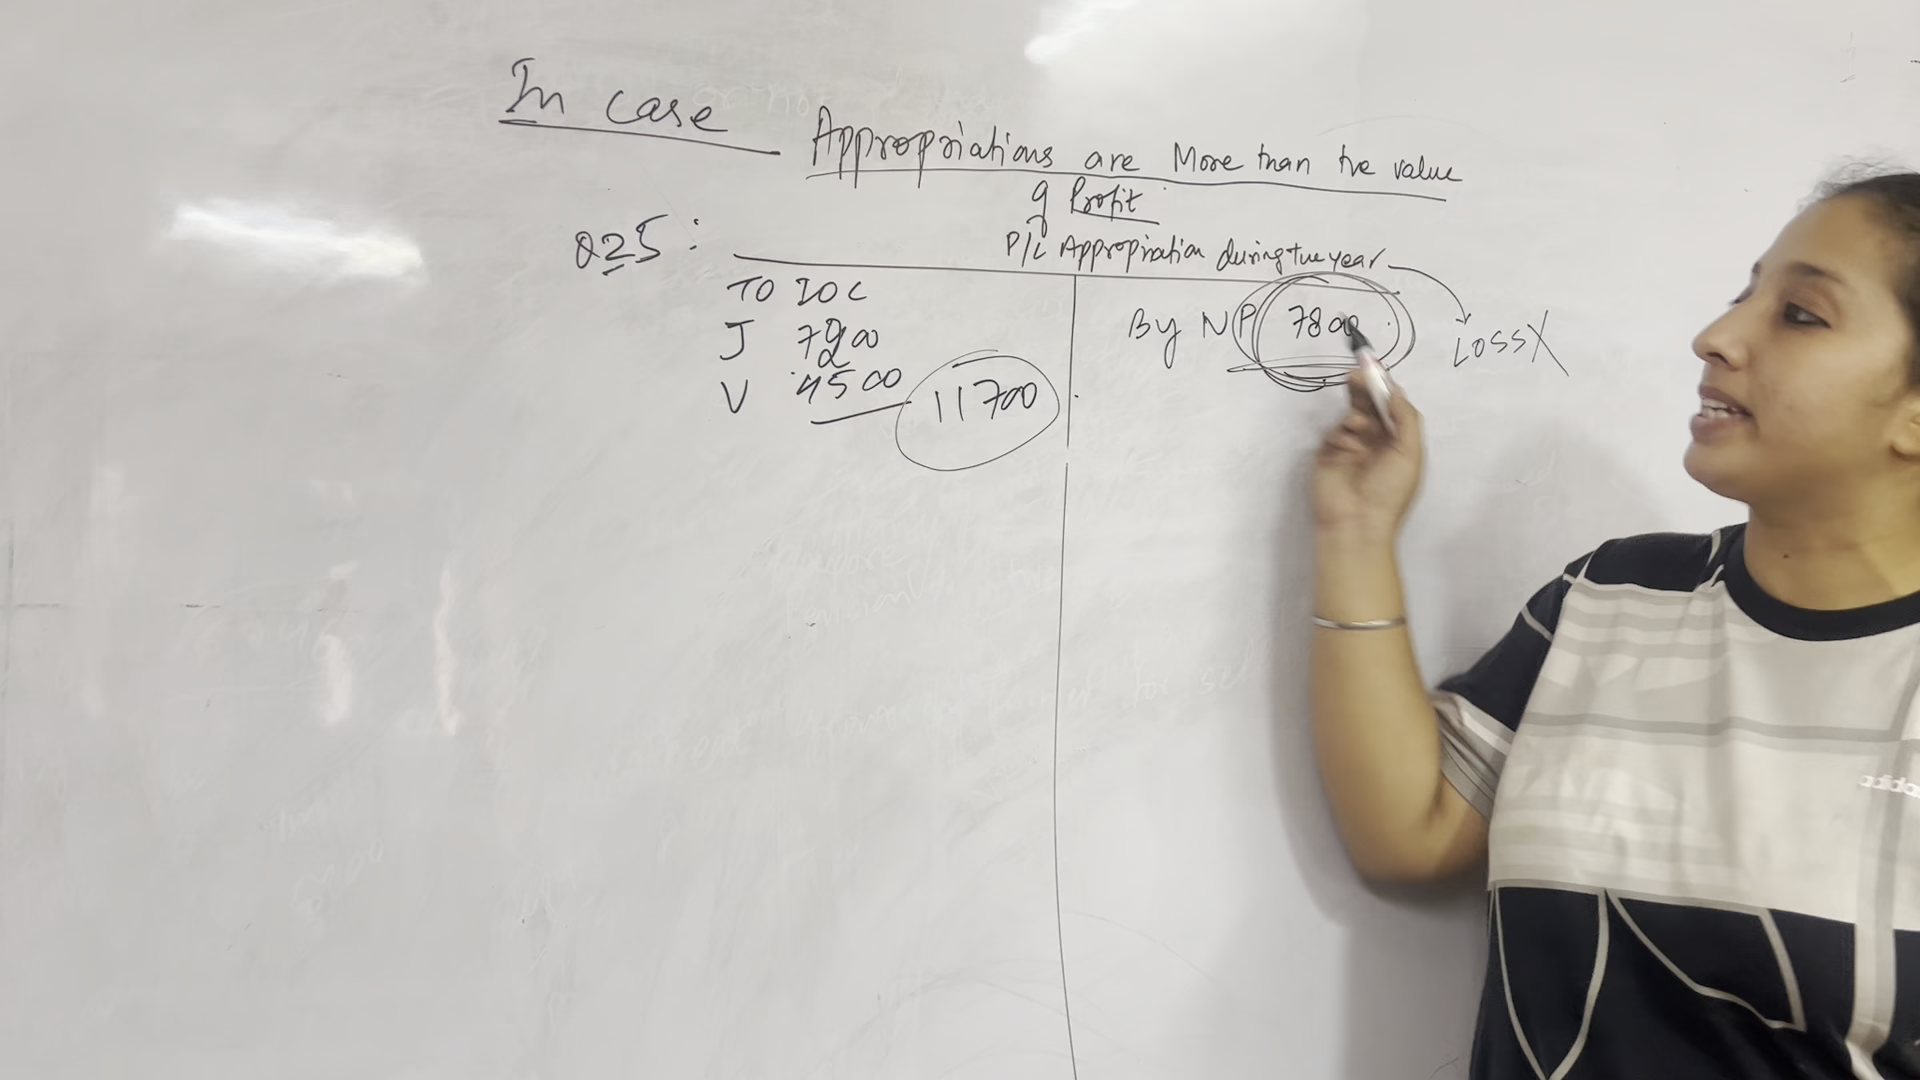 In case Appropriations are More than the value
of Profit
Q25: P/L Appropriation during the year
TO IOC
J 7200
V 4500 11700
By NP 7800 LOSS X